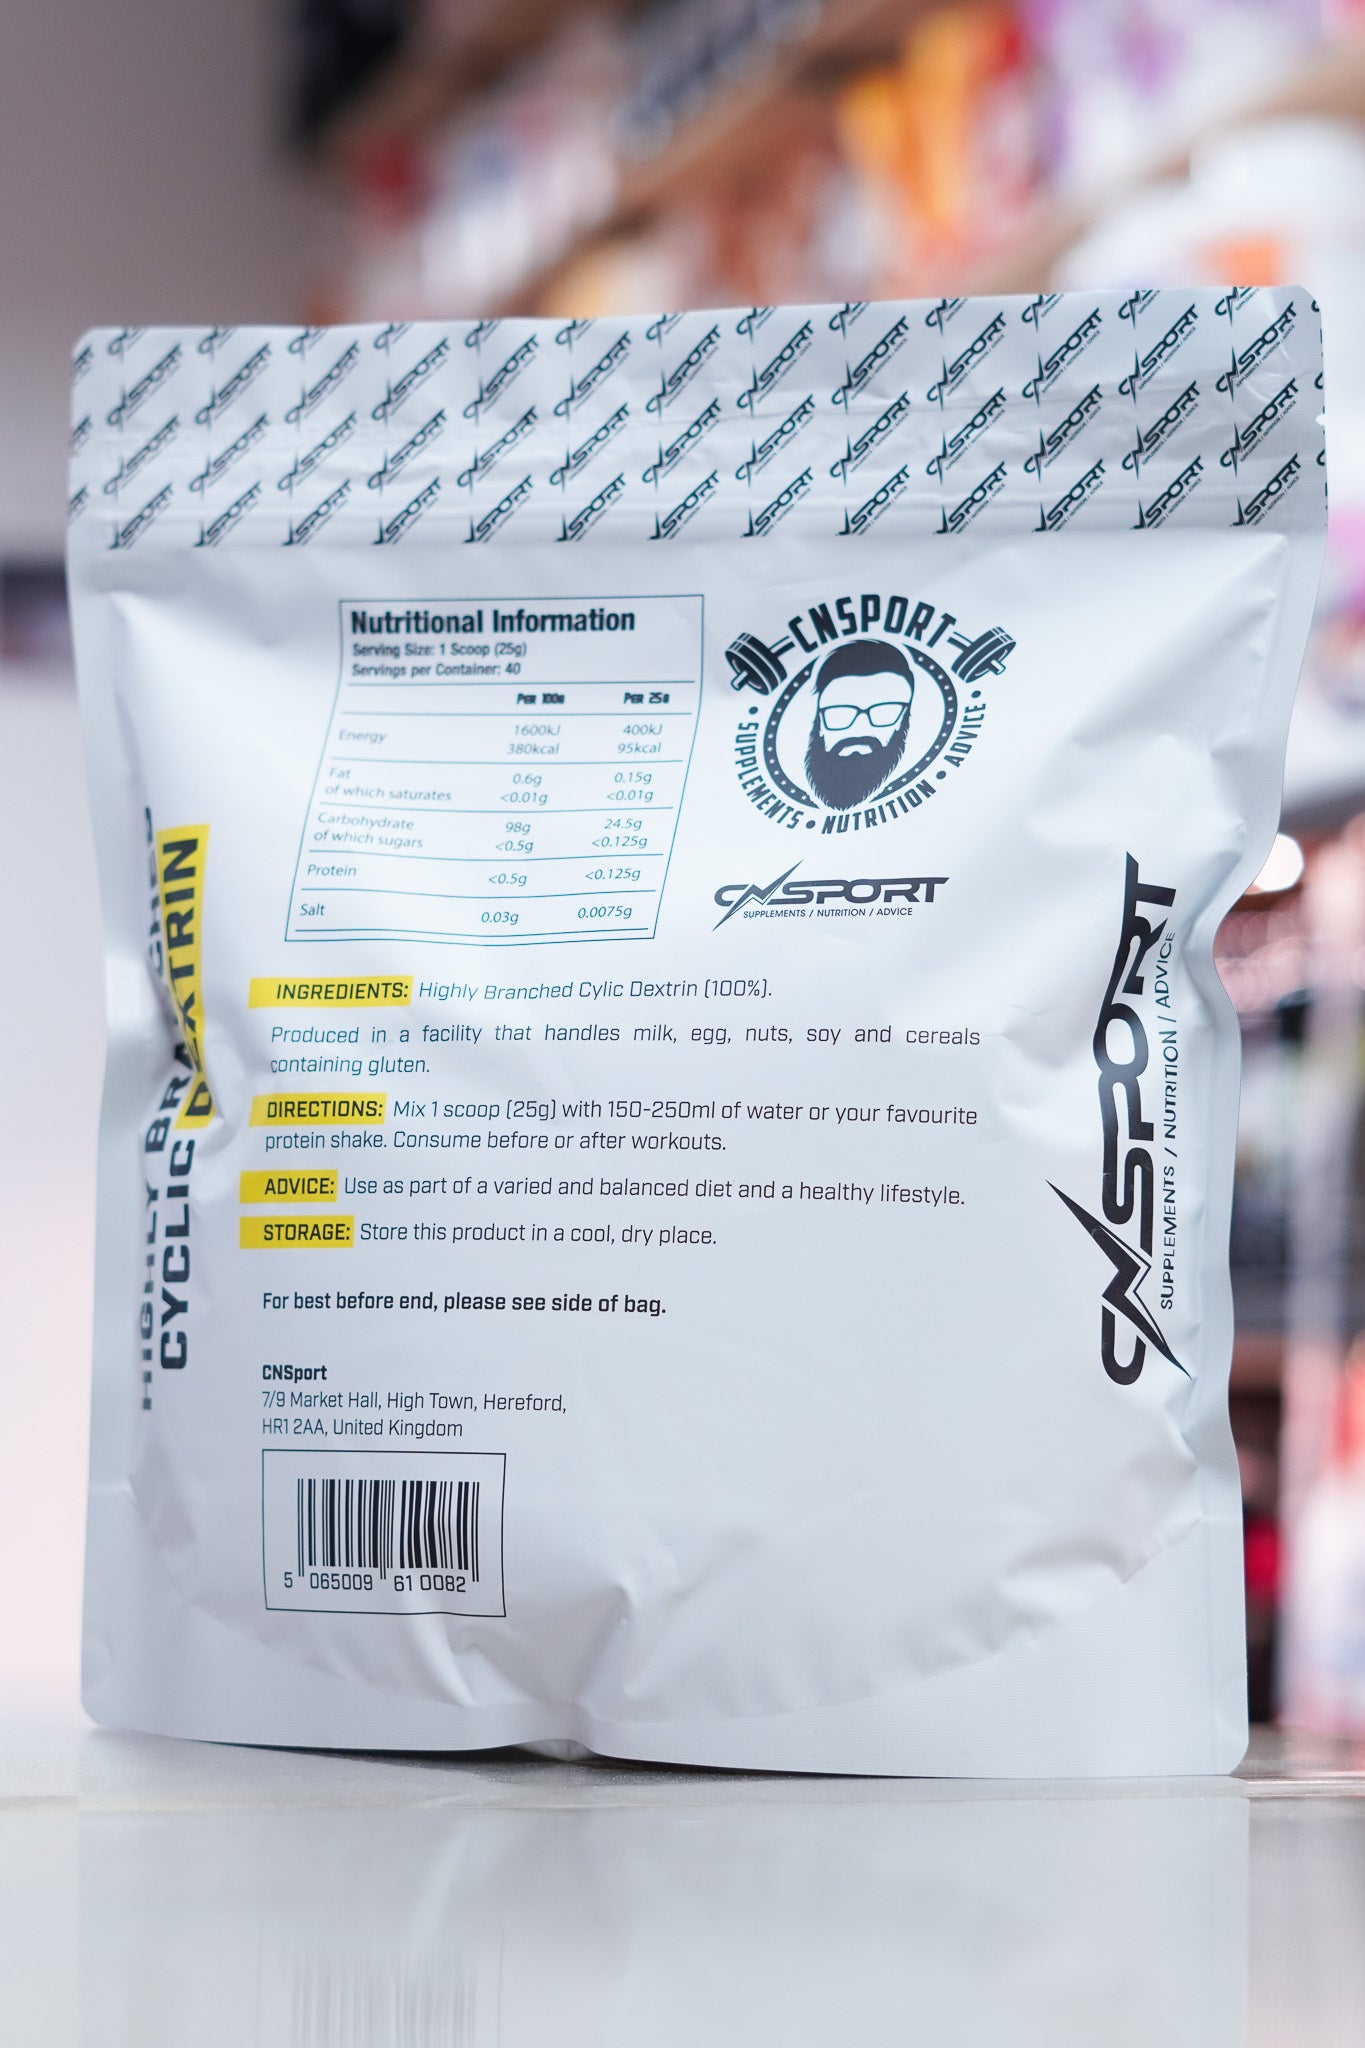 CNSPORT
Nutritional Information
Serving Size: 1 Scoop (25g)
Servings per Container: 40
PER 100G PER 25G
Energy 1600kJ 400kJ
380kcal 95kcal
Fat 0.6g 0.15g
of which saturates <0.01g <0.01g
Carbohydrate 98g 24.5g
of which sugars <0.5g <0.125g
Protein <0.5g <0.125g
Salt 0.03g 0.0075g
CNSPORT
• SUPPLEMENTS • NUTRITION • ADVICE •
CNSPORT
SUPPLEMENTS / NUTRITION / ADVICE
INGREDIENTS: Highly Branched Cylic Dextrin (100%).
Produced in a facility that handles milk, egg, nuts, soy and cereals
containing gluten.
DIRECTIONS: Mix 1 scoop (25g) with 150-250ml of water or your favourite
protein shake. Consume before or after workouts.
ADVICE: Use as part of a varied and balanced diet and a healthy lifestyle.
STORAGE: Store this product in a cool, dry place.
For best before end, please see side of bag.
CNSport
7/9 Market Hall, High Town, Hereford,
HR1 2AA, United Kingdom
5 065009 610082
HIGHLY BRANCHED
CYCLIC DEXTRIN
CNSPORT
SUPPLEMENTS / NUTRITION / ADVICE